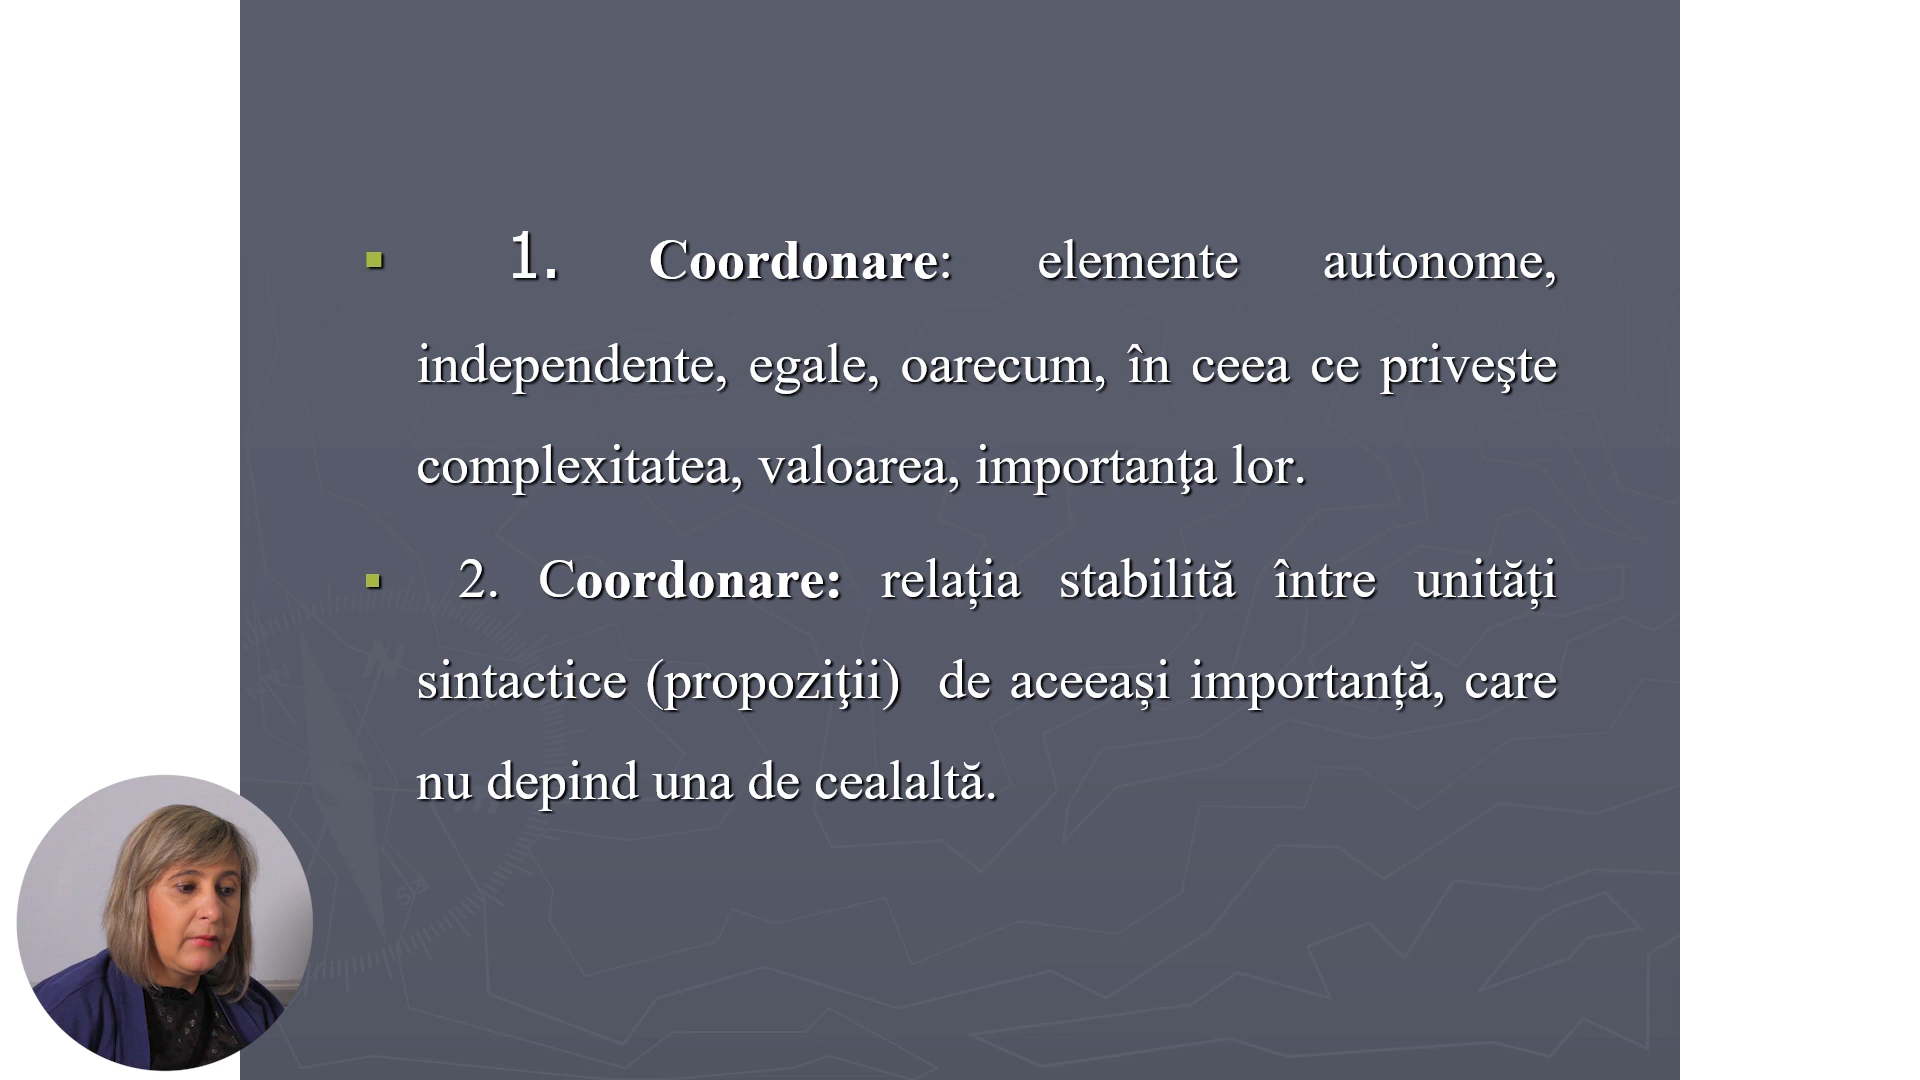 1. Coordonare: elemente autonome,
independente, egale, oarecum, în ceea ce priveşte
complexitatea, valoarea, importanţa lor.
2. Coordonare: relația stabilită între unități
sintactice (propoziţii) de aceeași importanță, care
nu depind una de cealaltă.